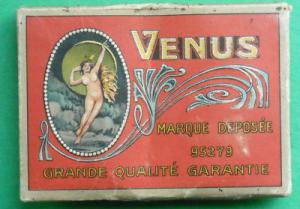 VENUS
MARQUE DEPOSÉE
95279
GRANDE QUALITÉ GARANTIE